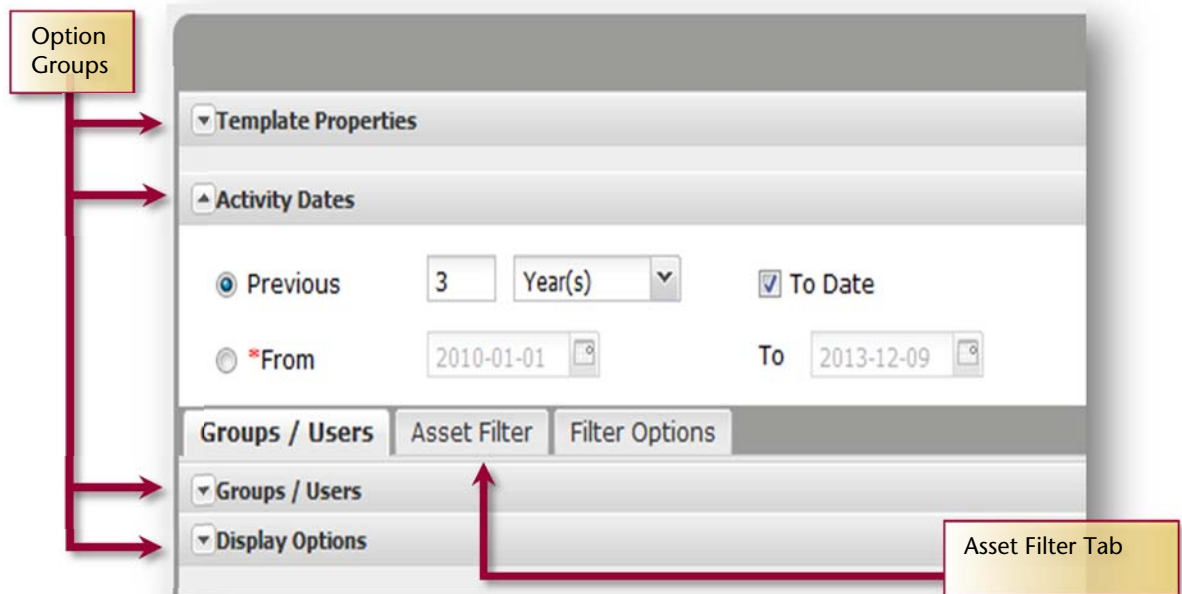 Option
Groups
Template Properties
Activity Dates
Previous 3 Year(s) To Date
*From 2010-01-01 To 2013-12-09
Groups / Users Asset Filter Filter Options
Groups / Users
Display Options
Asset Filter Tab